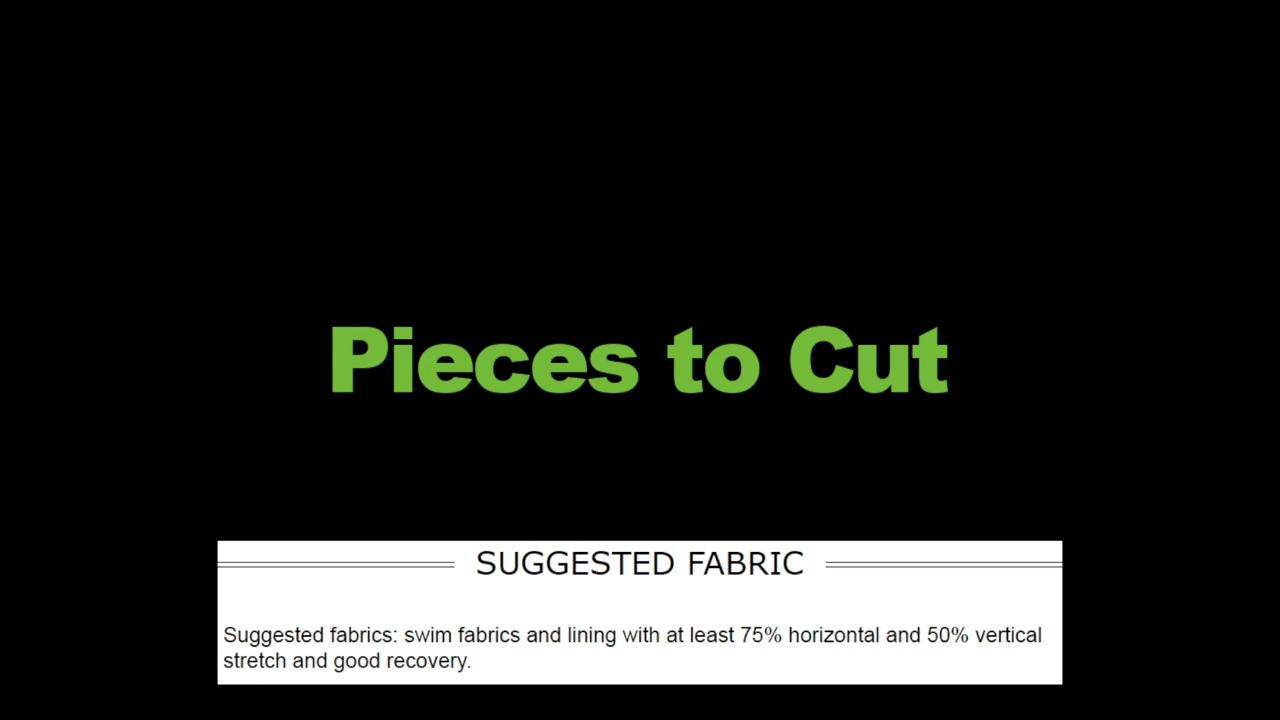 Pieces to Cut
SUGGESTED FABRIC
Suggested fabrics: swim fabrics and lining with at least 75% horizontal and 50% vertical
stretch and good recovery.